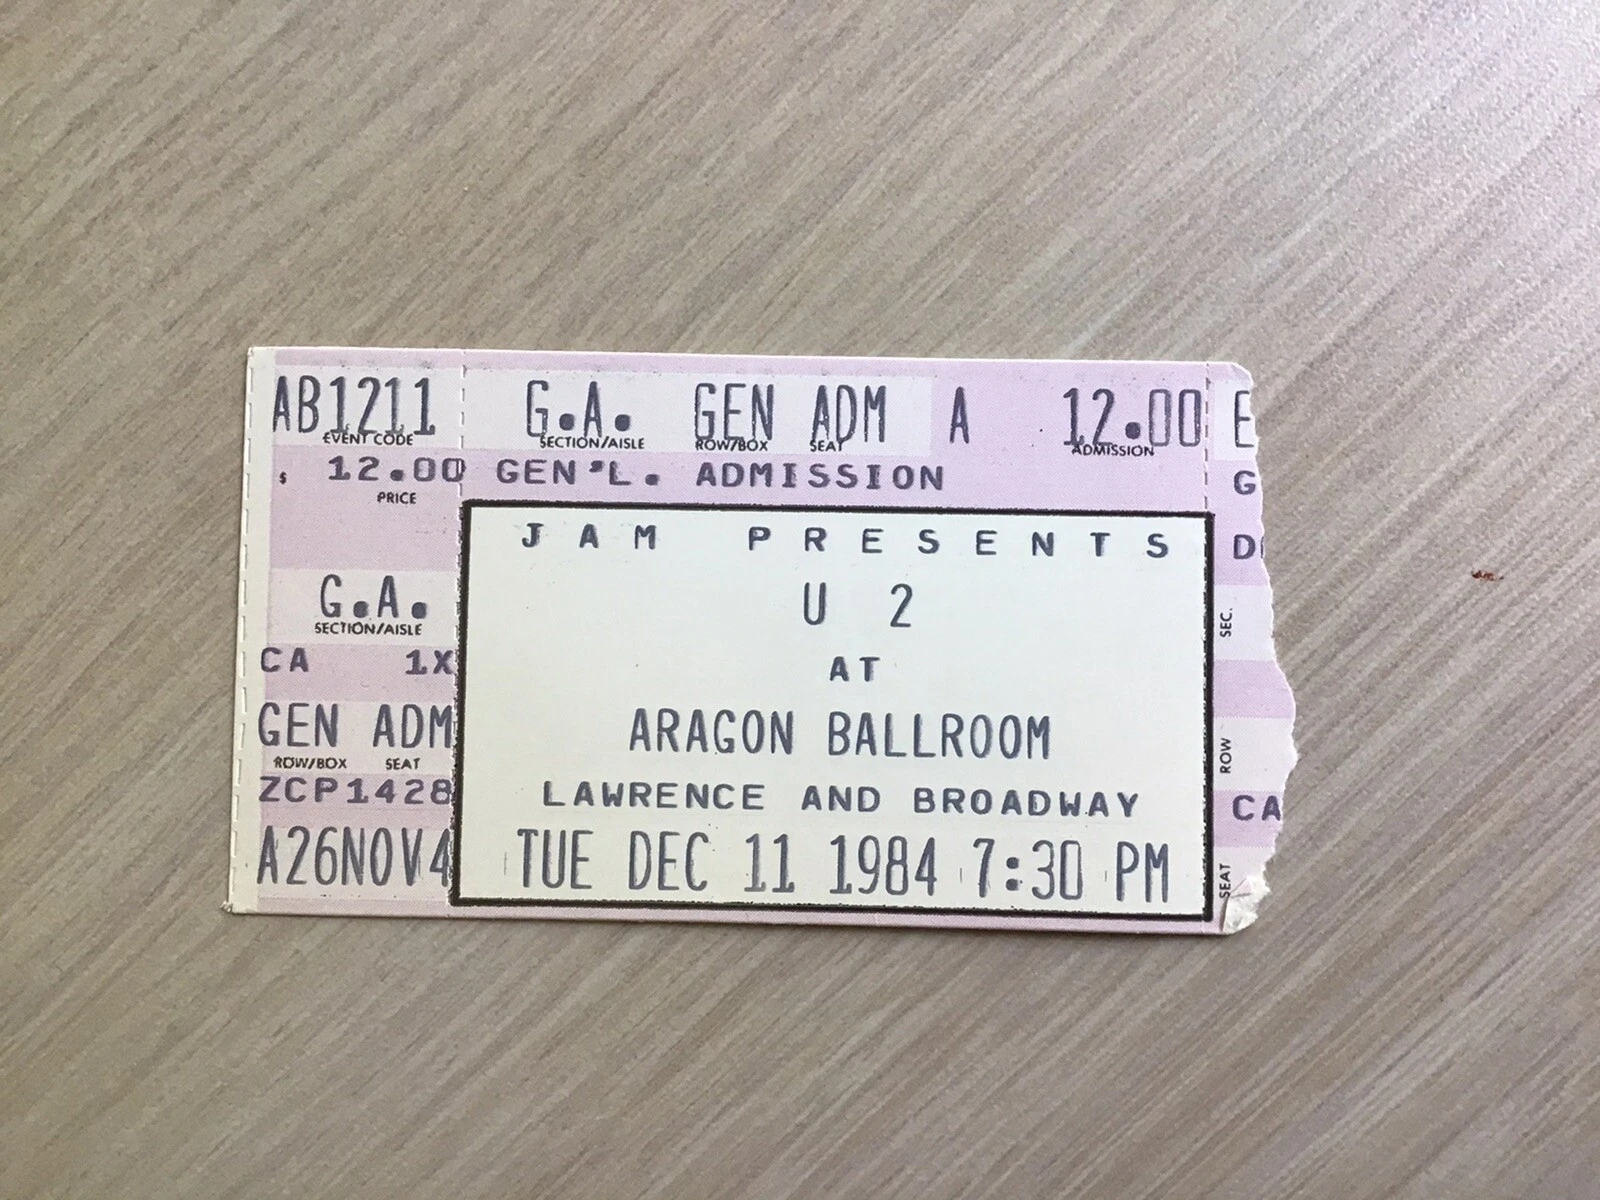 AB1211 G.A. GEN ADM A 12.00 E
EVENT CODE SECTION/AISLE ROW/BOX SEAT ADMISSION
$ 12.00 GEN'L. ADMISSION G
PRICE
JAM PRESENTS D
U 2
G.A.
SECTION/AISLE
SEC.
CA 1X
AT
GEN ADM
ARAGON BALLROOM
ROW/BOX SEAT
ROW
ZCP1428
LAWRENCE AND BROADWAY CA
A26NOV4
TUE DEC 11 1984 7:30 PM
SEAT